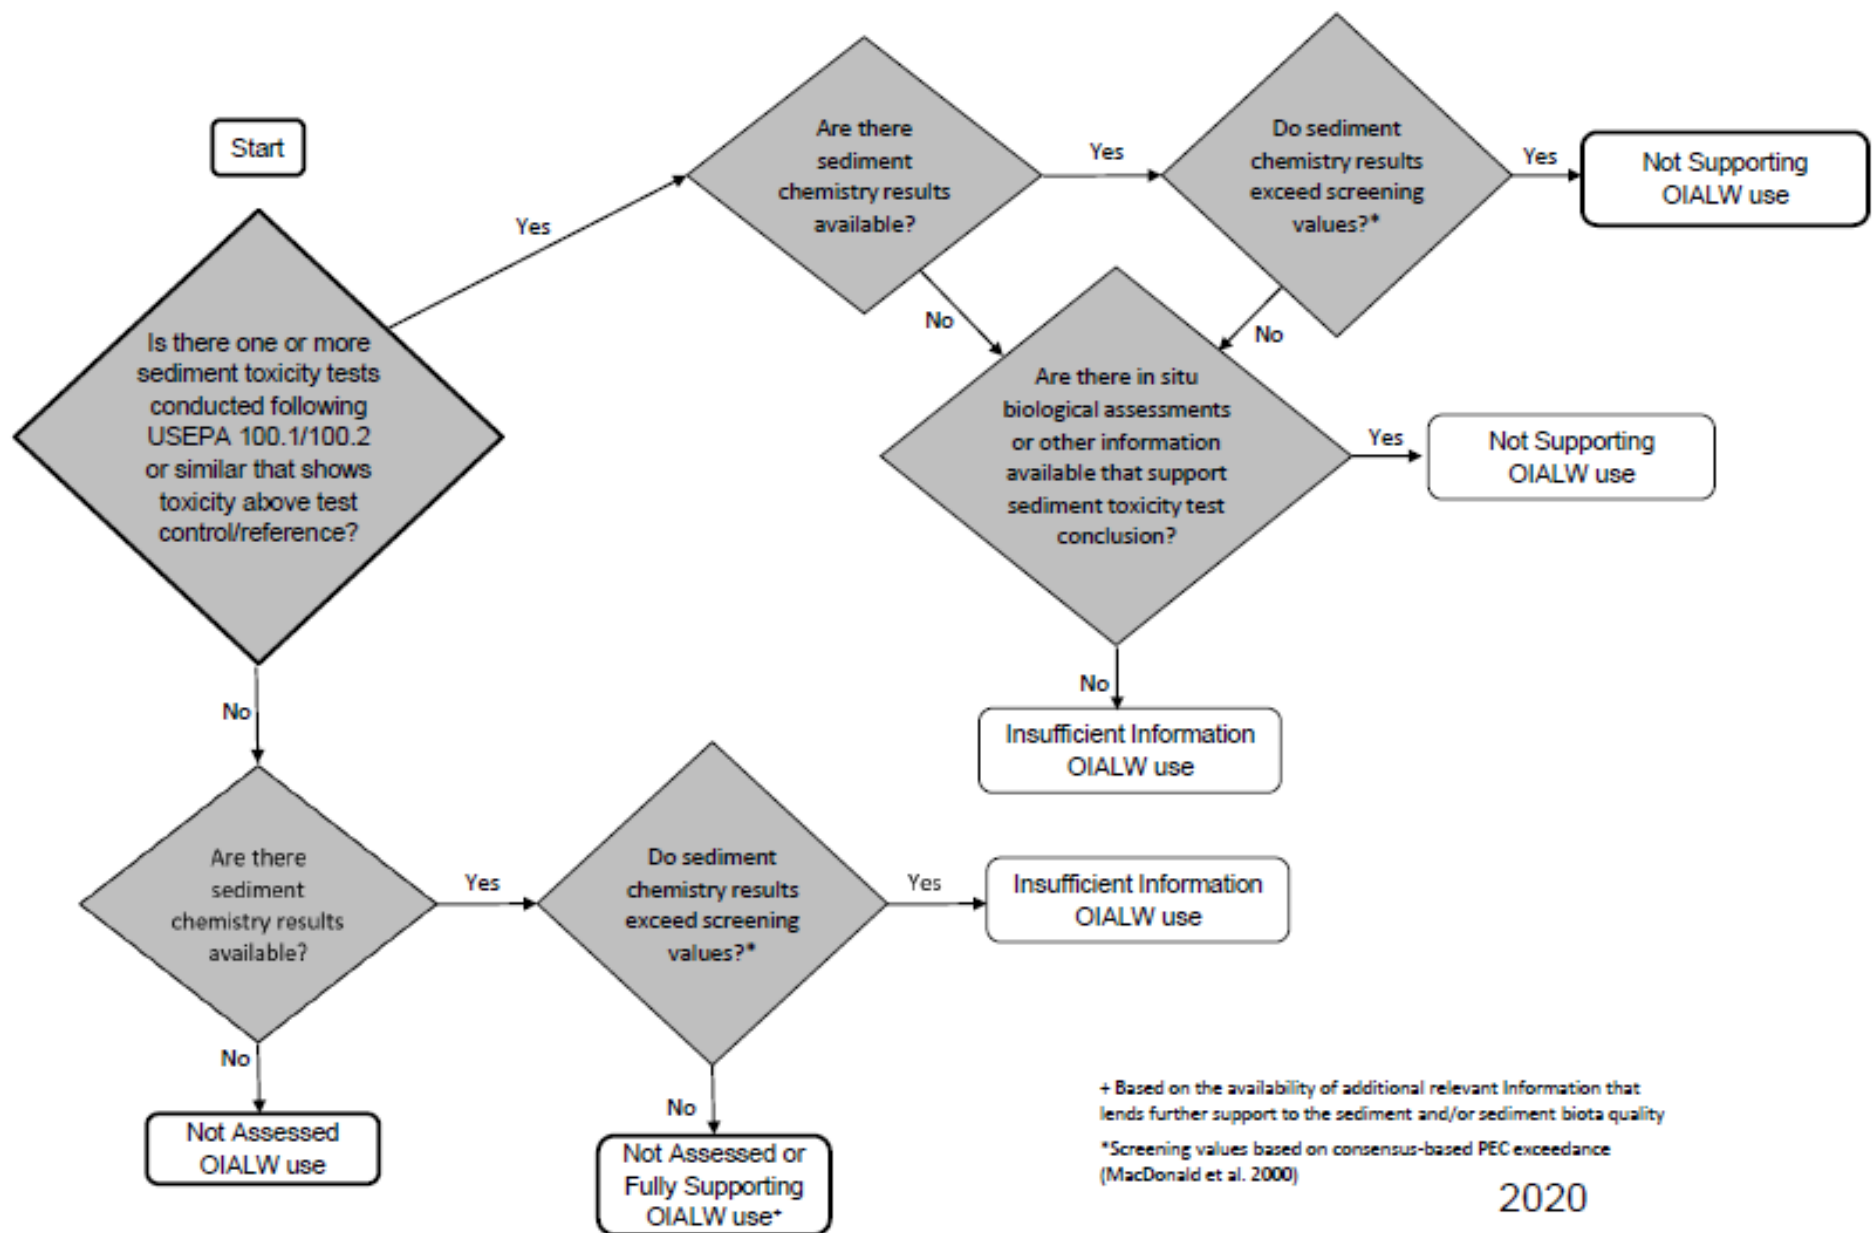 Start
Is there one or more
sediment toxicity tests
conducted following
USEPA 100.1/100.2
or similar that shows
toxicity above test
control/reference?
Yes
Are there
sediment
chemistry results
available?
Yes
Do sediment
chemistry results
exceed screening
values?*
Yes
Not Supporting
OIALW use
No
No
Are there in situ
biological assessments
or other information
available that support
sediment toxicity test
conclusion?
Yes
Not Supporting
OIALW use
No
Insufficient Information
OIALW use
No
Are there
sediment
chemistry results
available?
Yes
Do sediment
chemistry results
exceed screening
values?*
Yes
Insufficient Information
OIALW use
No
Not Assessed
OIALW use
No
Not Assessed or
Fully Supporting
OIALW use+
+ Based on the availability of additional relevant Information that
lends further support to the sediment and/or sediment biota quality
*Screening values based on consensus-based PEC exceedance
(MacDonald et al. 2000)
2020